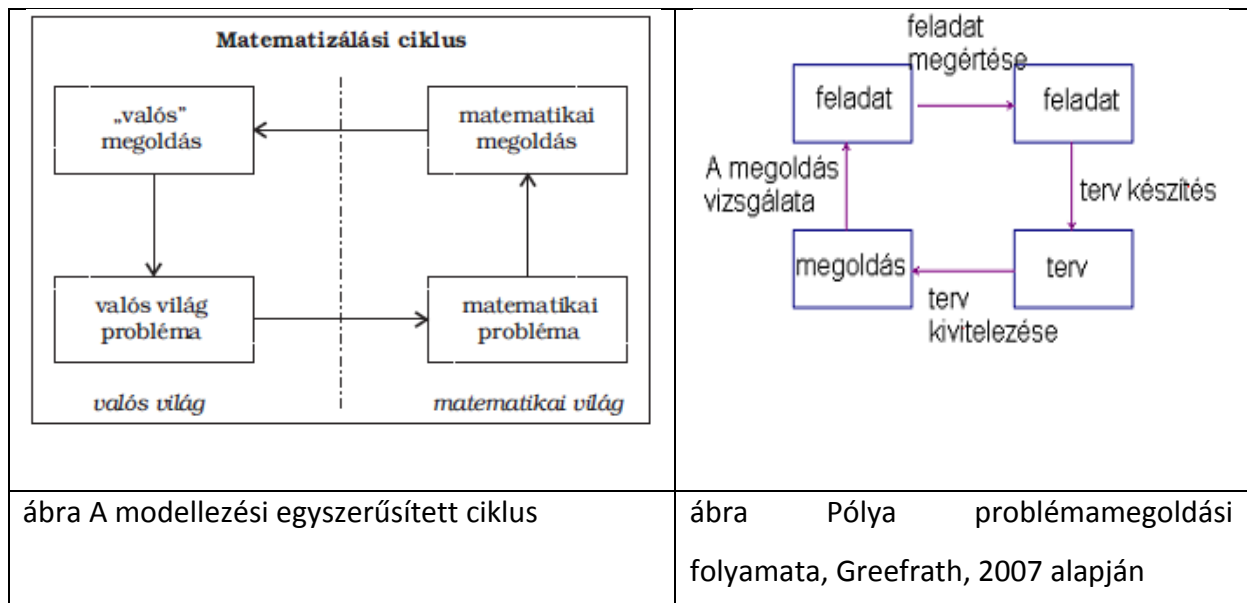 Matematizálási ciklus
„valós”
megoldás
matematikai
megoldás
valós világ
probléma
matematikai
probléma
valós világ
matematikai világ
feladat
megértése
feladat
feladat
A megoldás
vizsgálata
terv készítés
megoldás
terv
terv
kivitelezése
ábra A modellezési egyszerűsített ciklus
ábra Pólya problémamegoldási
folyamata, Greefrath, 2007 alapján